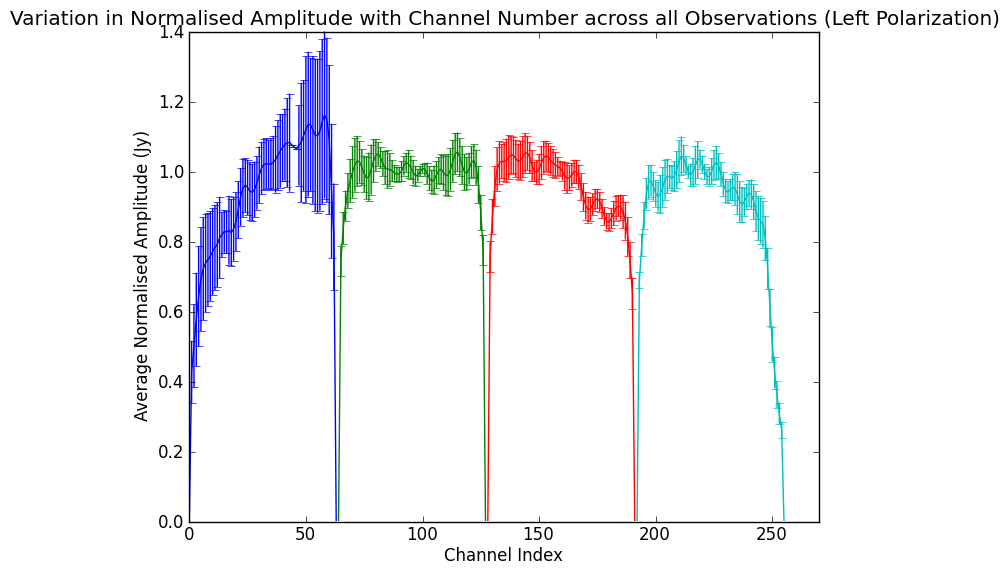 Variation in Normalised Amplitude with Channel Number across all Observations (Left Polarization)
1.4
1.2
1.0
0.8
0.6
0.4
0.2
0.0
Average Normalised Amplitude (Jy)
0 50 100 150 200 250
Channel Index